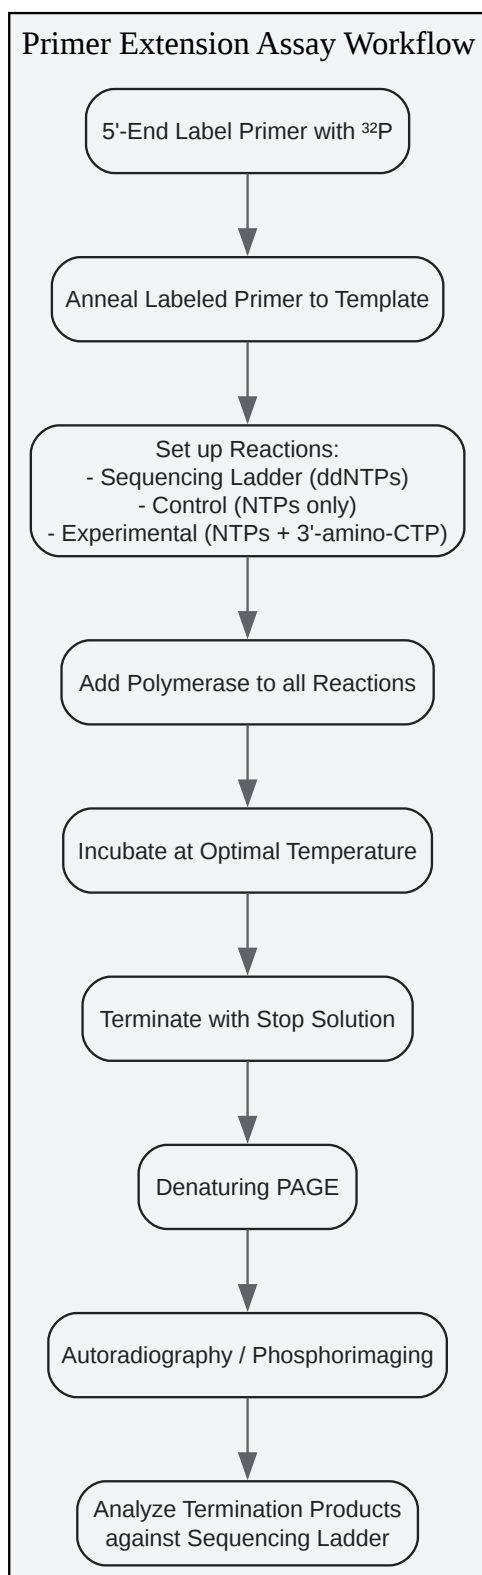 Primer Extension Assay Workflow
5'-End Label Primer with ³²P
Anneal Labeled Primer to Template
Set up Reactions:
- Sequencing Ladder (ddNTPs)
- Control (NTPs only)
- Experimental (NTPs + 3'-amino-CTP)
Add Polymerase to all Reactions
Incubate at Optimal Temperature
Terminate with Stop Solution
Denaturing PAGE
Autoradiography / Phosphorimaging
Analyze Termination Products
against Sequencing Ladder